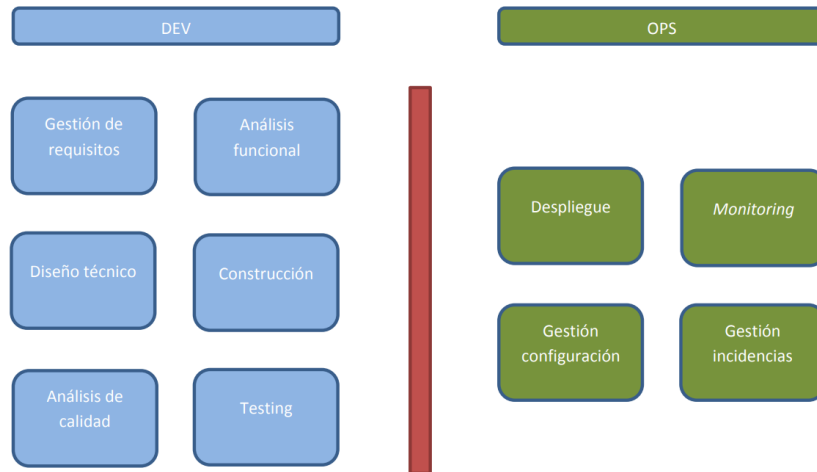 DEV
OPS
Gestión de
requisitos
Análisis
funcional
Diseño técnico
Construcción
Análisis de
calidad
Testing
Despliegue
Monitoring
Gestión
configuración
Gestión
incidencias